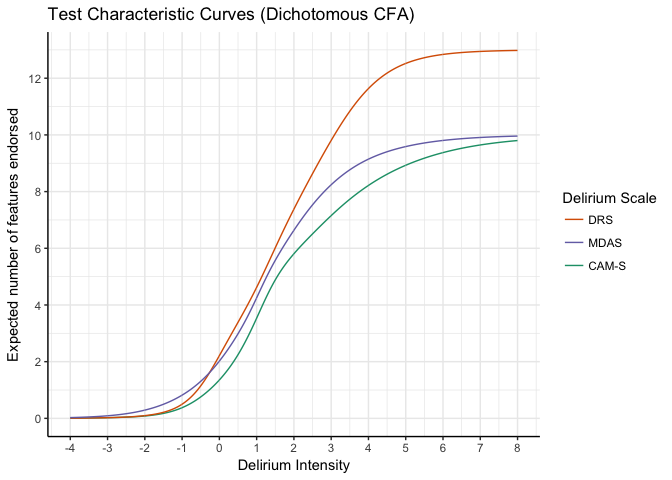 Test Characteristic Curves (Dichotomous CFA)
Expected number of features endorsed
12
10
8
6
4
2
0
-4 -3 -2 -1 0 1 2 3 4 5 6 7 8
Delirium Intensity
Delirium Scale
DRS
MDAS
CAM-S